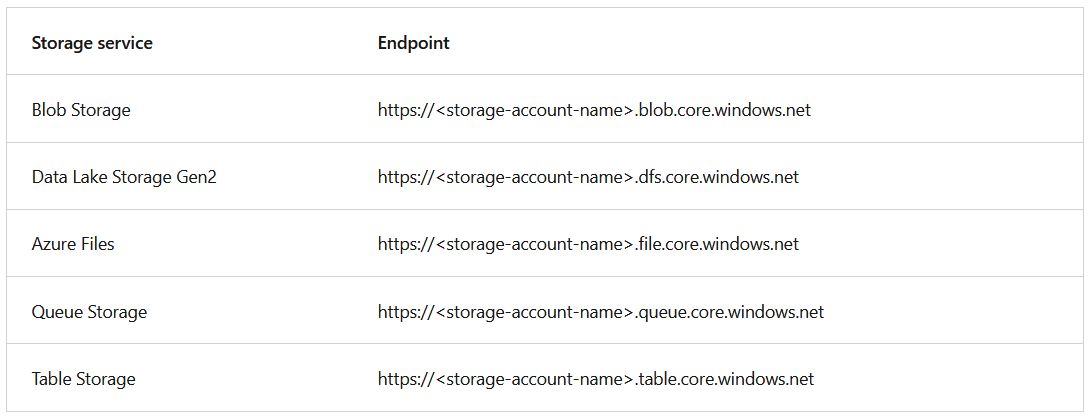 Storage service Endpoint
Blob Storage https://<storage-account-name>.blob.core.windows.net
Data Lake Storage Gen2 https://<storage-account-name>.dfs.core.windows.net
Azure Files https://<storage-account-name>.file.core.windows.net
Queue Storage https://<storage-account-name>.queue.core.windows.net
Table Storage https://<storage-account-name>.table.core.windows.net